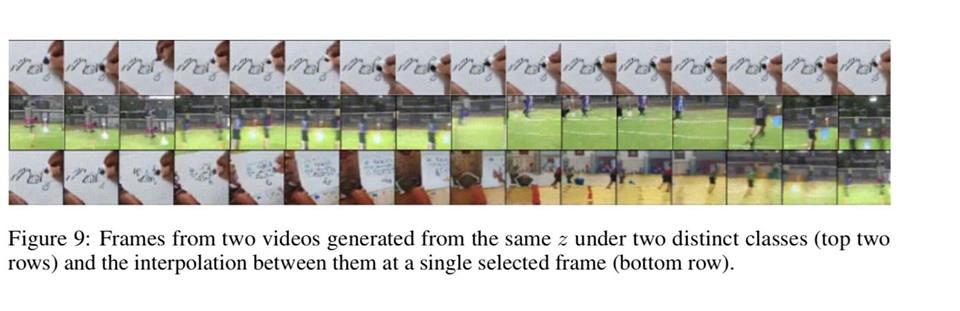 Figure 9: Frames from two videos generated from the same z under two distinct classes (top two
rows) and the interpolation between them at a single selected frame (bottom row).